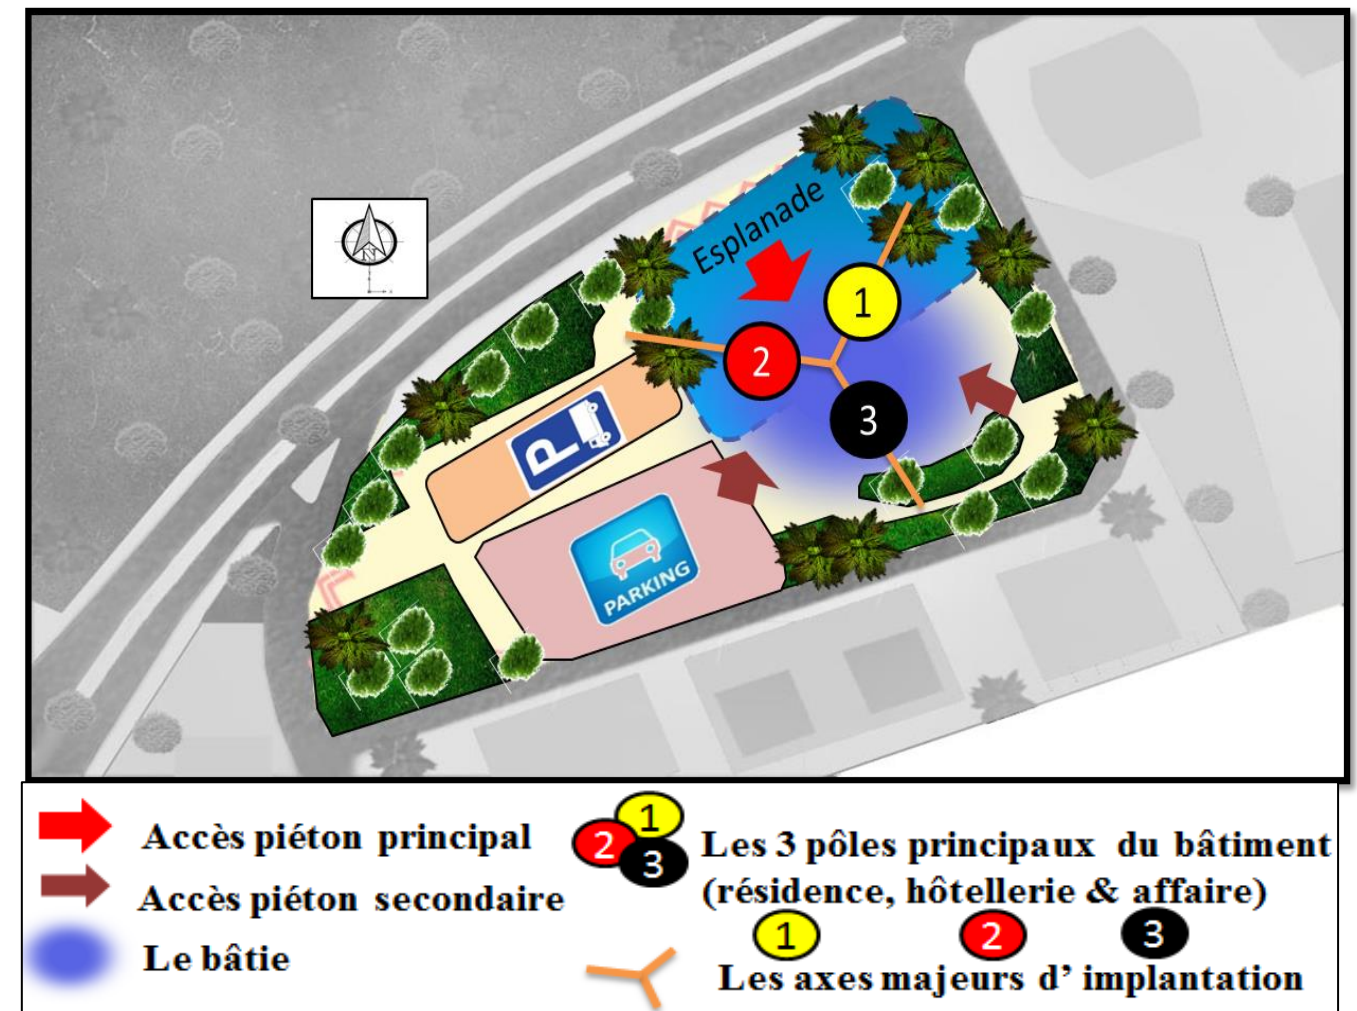 Esplanade
N
1
2
3
P
PARKING
Accès piéton principal
Accès piéton secondaire
Le bâtie
1
2
3
Les 3 pôles principaux du bâtiment
(résidence, hôtellerie & affaire)
1 2 3
Les axes majeurs d’ implantation